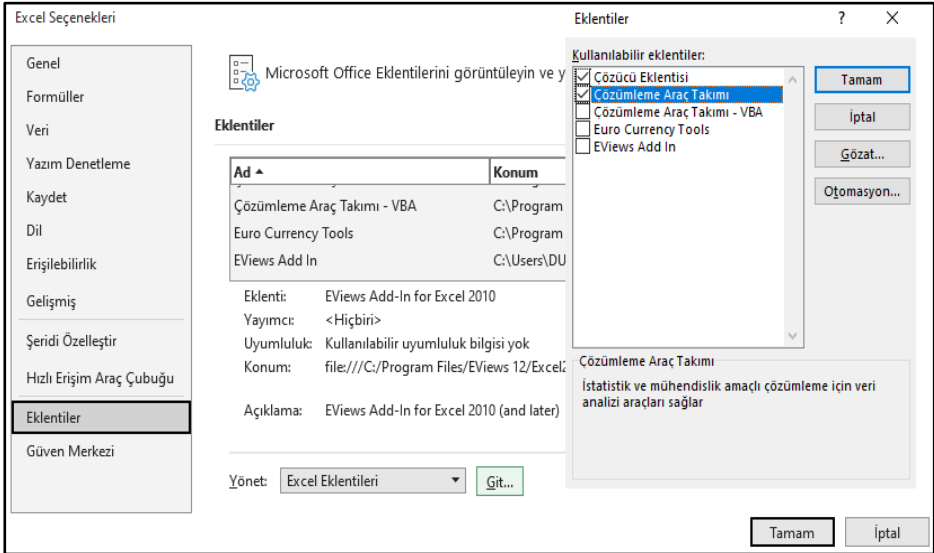 Excel Seçenekleri
Genel
Formüller
Veri
Yazım Denetleme
Kaydet
Dil
Erişilebilirlik
Gelişmiş
Şeridi Özelleştir
Hızlı Erişim Araç Çubuğu
Eklentiler
Güven Merkezi
Microsoft Office Eklentilerini görüntüleyin ve y
Eklentiler
Ad Konum
Çözümleme Araç Takımı - VBA C:\Program
Euro Currency Tools C:\Program
EViews Add In C:\Users\DU
Eklenti: EViews Add-In for Excel 2010
Yayımcı: <Hiçbiri>
Uyumluluk: Kullanılabilir uyumluluk bilgisi yok
Konum: file:///C:/Program Files/EViews 12/Excel2
Açıklama: EViews Add-In for Excel 2010 (and later)
Yönet: Excel Eklentileri Git...
Tamam İptal
Eklentiler ? X
Kullanılabilir eklentiler:
Çözücü Eklentisi
Çözümleme Araç Takımı
Çözümleme Araç Takımı - VBA
Euro Currency Tools
EViews Add In
Tamam
İptal
Gözat...
Otomasyon...
Çözümleme Araç Takımı
İstatistik ve mühendislik amaçlı çözümleme için veri
analizi araçları sağlar